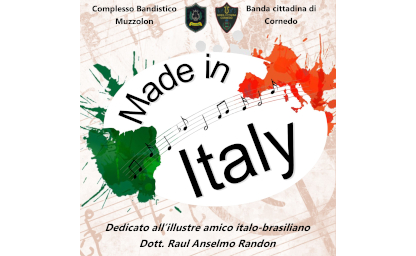 Complesso Bandistico
Muzzolon
Banda cittadina di
Cornedo
Made in
Italy
Dedicato all'illustre amico italo-brasiliano
Dott. Raul Anselmo Randon